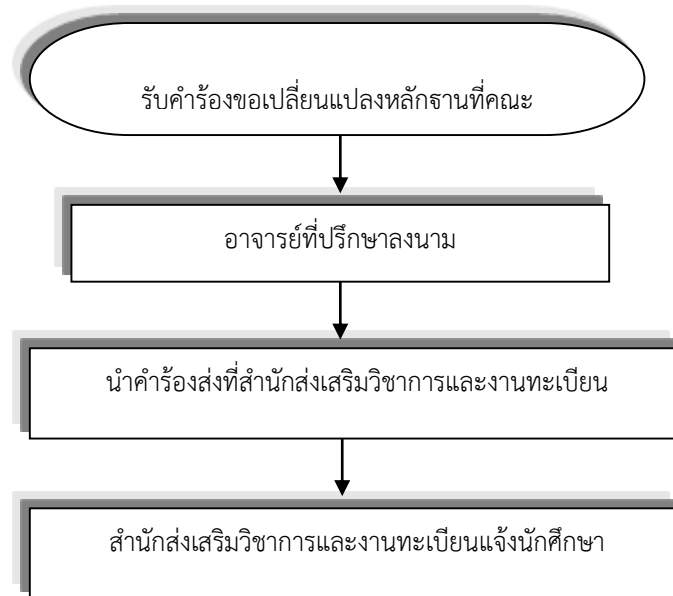 รับคำร้องขอเปลี่ยนแปลงหลักฐานที่คณะ
อาจารย์ที่ปรึกษาลงนาม
นำคำร้องส่งที่สำนักส่งเสริมวิชาการและงานทะเบียน
สำนักส่งเสริมวิชาการและงานทะเบียนแจ้งนักศึกษา